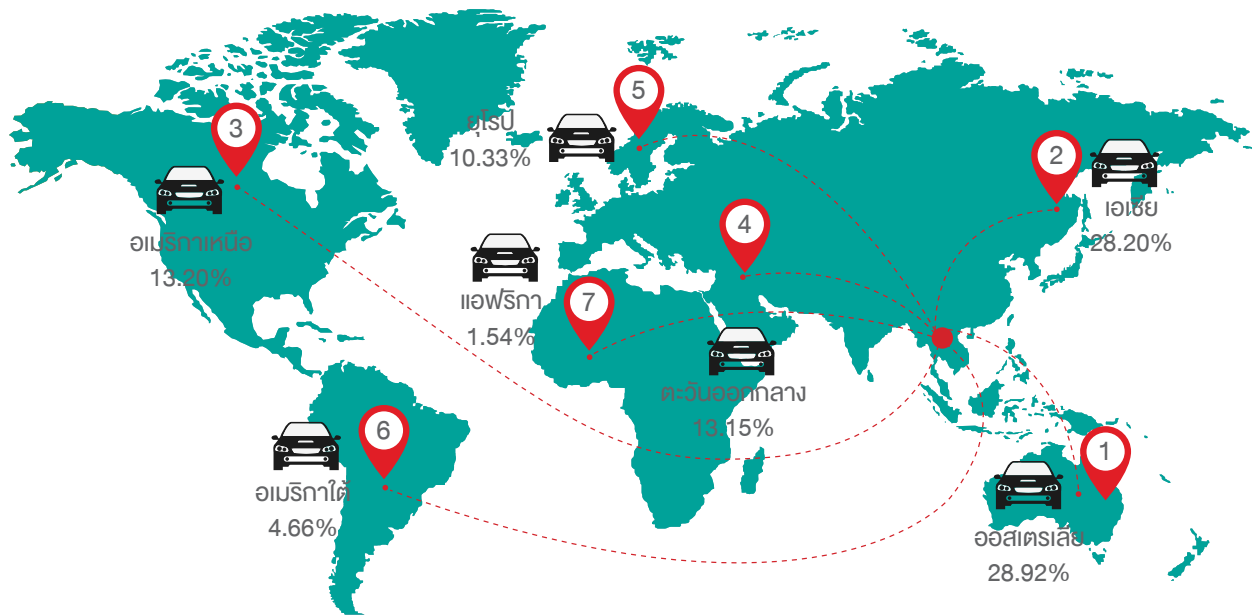 5
ยุโรป
10.33%
3
อเมริกาเหนือ
13.20%
2
เอเชีย
28.20%
4
ตะวันออกกลาง
13.15%
แอฟริกา
1.54%
7
6
อเมริกาใต้
4.66%
1
ออสเตรเลีย
28.92%